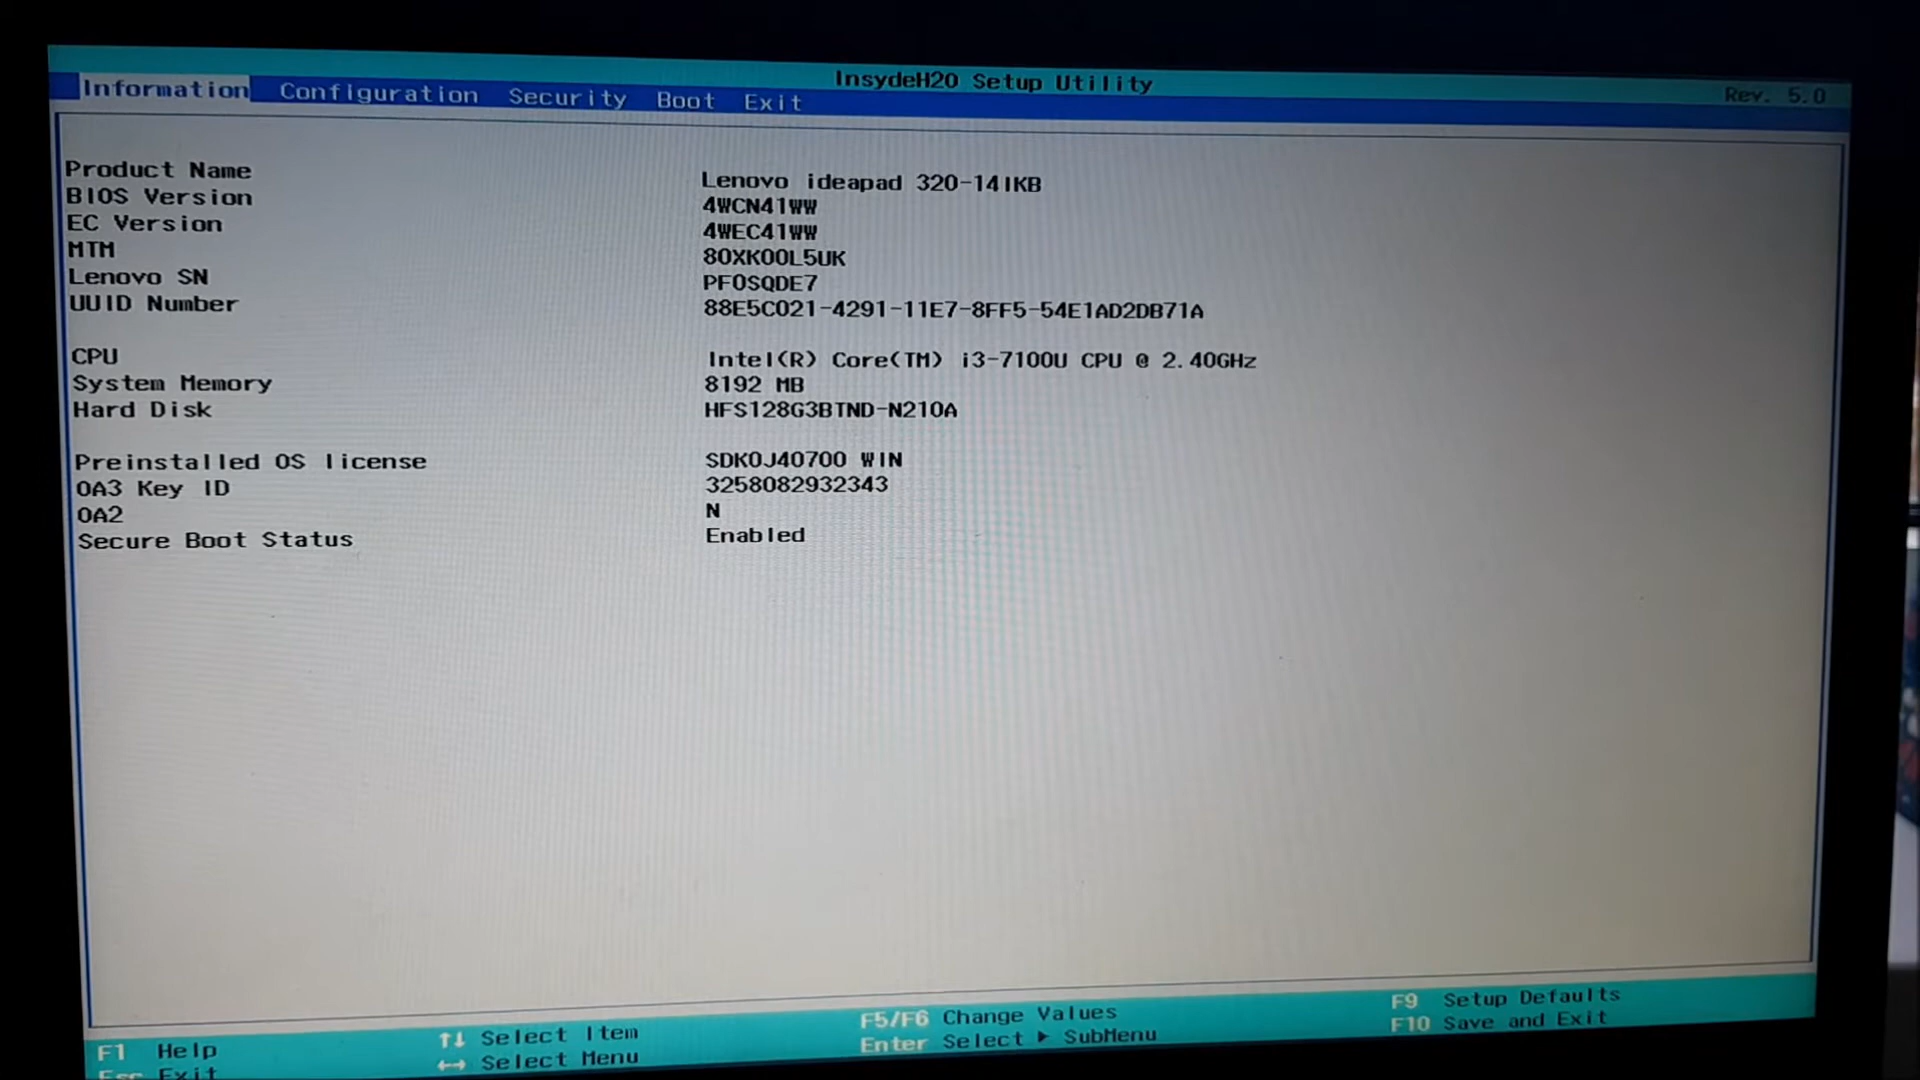 InsydeH20 Setup Utility
Rev. 5.0
Information Configuration Security Boot Exit
Product Name Lenovo ideapad 320-14IKB
BIOS Version 4WCN41WW
EC Version 4WEC41WW
MTM 80XK00L5UK
Lenovo SN PF0SQDE7
UUID Number 88E5C021-4291-11E7-8FF5-54E1AD2DB71A
CPU Intel(R) Core(TM) i3-7100U CPU @ 2.40GHz
System Memory 8192 MB
Hard Disk HFS128G3BTND-N210A
Preinstalled OS license SDK0J40700 WIN
OA3 Key ID 3258082932343
OA2 N
Secure Boot Status Enabled
F1 Help ↑↓ Select Item F5/F6 Change Values F9 Setup Defaults
Esc Exit ↔ Select Menu Enter Select ▶ SubMenu F10 Save and Exit